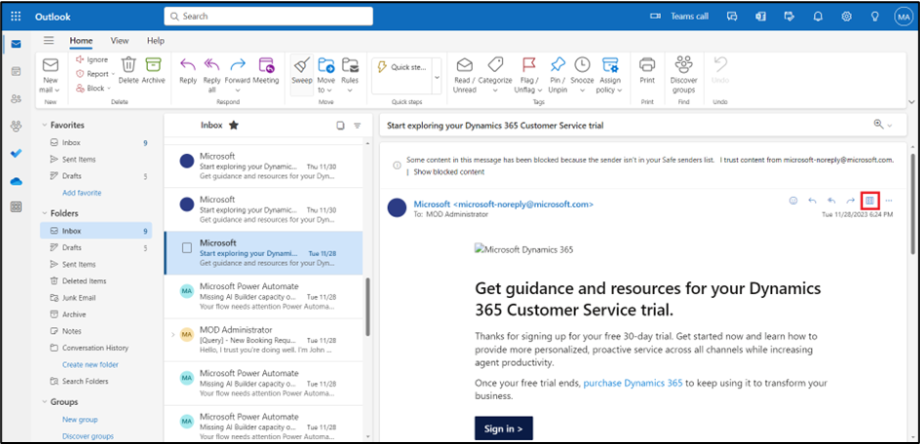 Outlook
Search
Teams call
MA
Home View Help
New mail
Ignore
Report
Block
Delete Archive
Reply Reply all Forward Meeting
Sweep Move to Rules
Quick ste...
Read / Unread Categorize Flag / Unflag Pin / Unpin Snooze Assign policy
Print
Discover groups
Undo
New Delete Respond Move Quick steps Tags Print Find Undo
Favorites
Inbox 9
Sent Items
Drafts 5
Add favorite
Folders
Inbox 9
Drafts 5
Sent Items
Deleted Items
Junk Email
Archive
Notes
Conversation History
Create new folder
Search Folders
Groups
New group
Discover groups
Inbox
Microsoft
Start exploring your Dynamic... Thu 11/30
Get guidance and resources for your Dyn...
Microsoft
Start exploring your Dynamic... Thu 11/30
Get guidance and resources for your Dyn...
Microsoft
Start exploring your Dynami... Tue 11/28
Get guidance and resources for your Dyn...
MA
Microsoft Power Automate
Missing AI Builder capacity o... Tue 11/28
Your flow needs attention Power Automat...
MA
MOD Administrator
[Query] - New Booking Requ... Tue 11/28
Hello, I trust you're doing well. I'm John ...
MA
Microsoft Power Automate
Missing AI Builder capacity o... Tue 11/28
Your flow needs attention Power Automat...
MA
Microsoft Power Automate
Missing AI Builder capacity o... Tue 11/28
Your flow needs attention Power Automat...
Start exploring your Dynamics 365 Customer Service trial
Some content in this message has been blocked because the sender isn't in your Safe senders list. I trust content from microsoft-noreply@microsoft.com.
| Show blocked content
Microsoft <microsoft-noreply@microsoft.com>
To: MOD Administrator
Tue 11/28/2023 6:24 PM
Microsoft Dynamics 365
Get guidance and resources for your Dynamics
365 Customer Service trial.
Thanks for signing up for your free 30-day trial. Get started now and learn how to
provide more personalized, proactive service across all channels while increasing
agent productivity.
Once your free trial ends, purchase Dynamics 365 to keep using it to transform your
business.
Sign in >